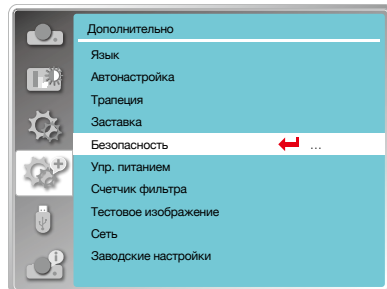 Дополнительно
Язык
Автонастройка
Трапеция
Заставка
Безопасность ...
Упр. питанием
Счетчик фильтра
Тестовое изображение
Сеть
Заводские настройки